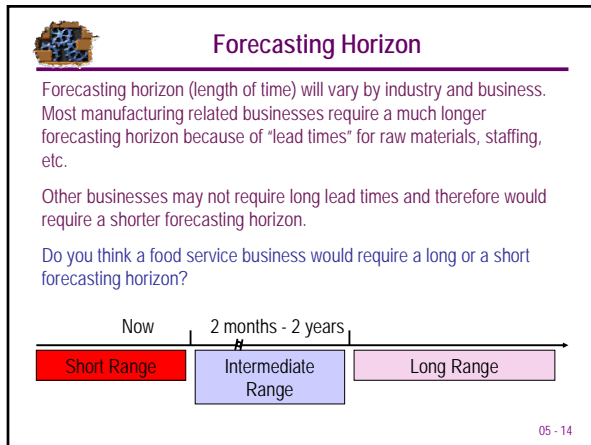 Forecasting Horizon
Forecasting horizon (length of time) will vary by industry and business.
Most manufacturing related businesses require a much longer
forecasting horizon because of “lead times” for raw materials, staffing,
etc.
Other businesses may not require long lead times and therefore would
require a shorter forecasting horizon.
Do you think a food service business would require a long or a short
forecasting horizon?
Now 2 months - 2 years
Short Range Intermediate Long Range
Range
05 - 14